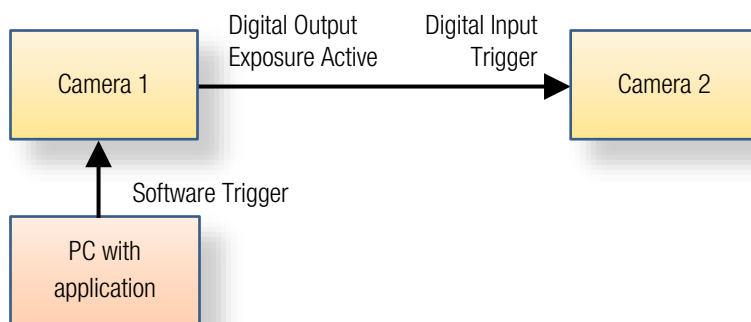 Digital Output
Exposure Active
Digital Input
Trigger
Camera 1
Camera 2
Software Trigger
PC with
application